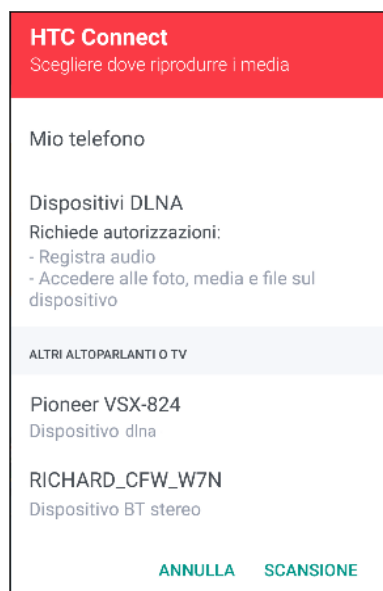 HTC Connect
Scegliere dove riprodurre i media
Mio telefono
Dispositivi DLNA
Richiede autorizzazioni:
- Registra audio
- Accedere alle foto, media e file sul
dispositivo
ALTRI ALTOPARLANTI O TV
Pioneer VSX-824
Dispositivo dlna
RICHARD_CFW_W7N
Dispositivo BT stereo
ANNULLA SCANSIONE